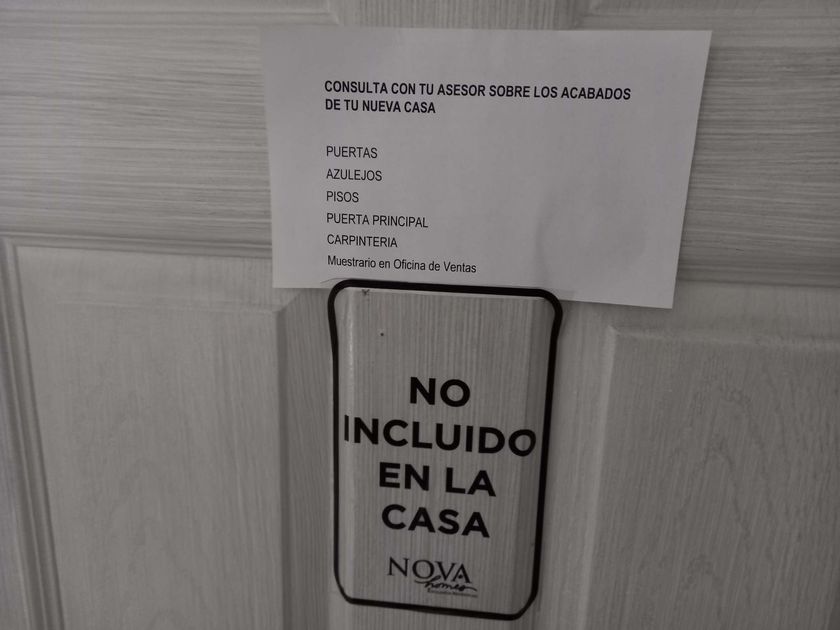 CONSULTA CON TU ASESOR SOBRE LOS ACABADOS
DE TU NUEVA CASA
PUERTAS
AZULEJOS
PISOS
PUERTA PRINCIPAL
CARPINTERIA
Muestrario en Oficina de Ventas
NO
INCLUIDO
EN LA
CASA
NOVA
homes